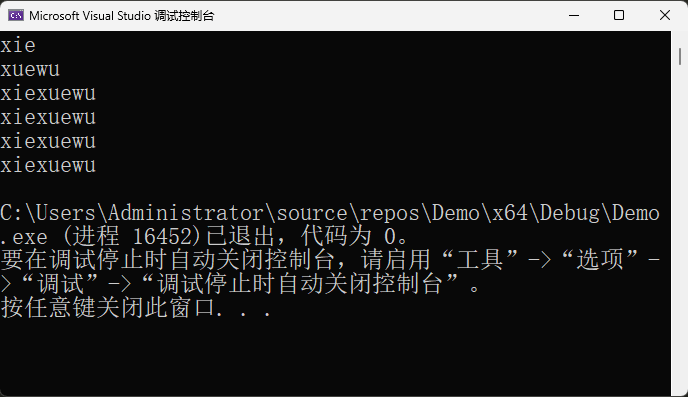 Microsoft Visual Studio 调试控制台
xie
xuewu
xiexuewu
xiexuewu
xiexuewu
xiexuewu
C:\Users\Administrator\source\repos\Demo\x64\Debug\Demo
.exe (进程 16452)已退出，代码为 0。
要在调试停止时自动关闭控制台，请启用“工具”->“选项”-
>“调试”->“调试停止时自动关闭控制台”。
按任意键关闭此窗口. . .